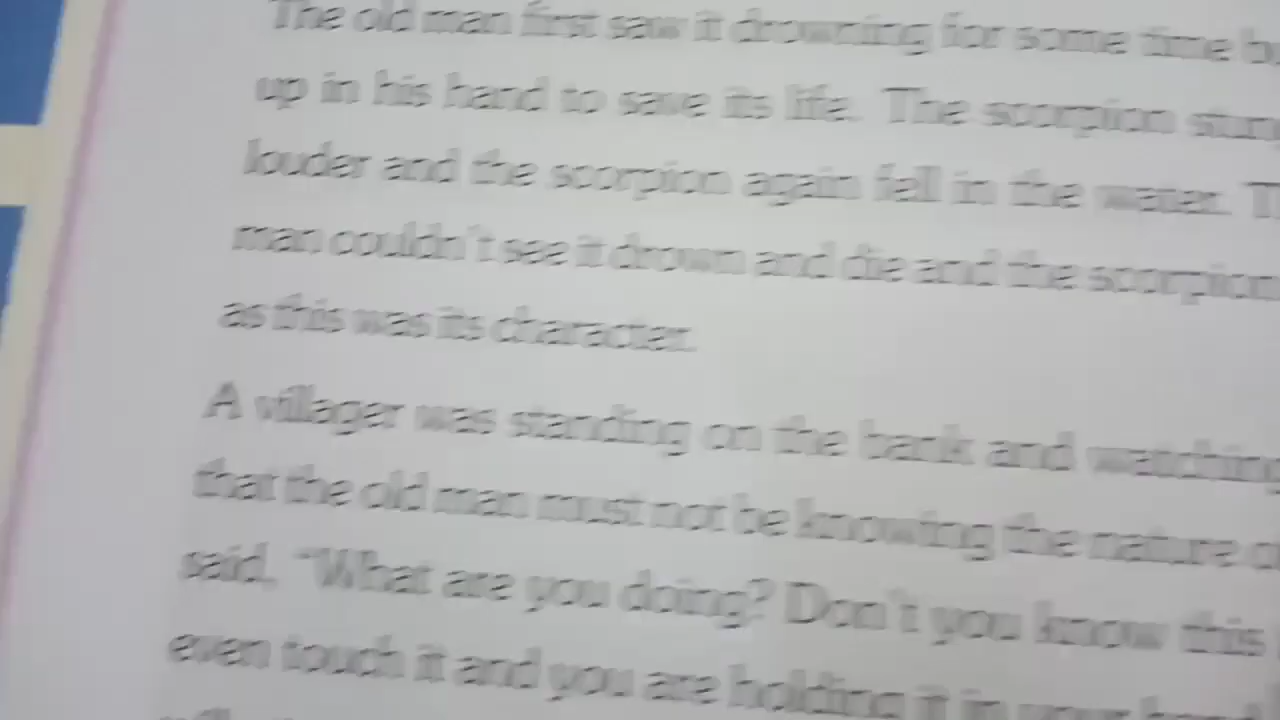 The old man first saw it drowning for some time
up in his hand to save its life. The scorpion
louder and the scorpion again fell in the water.
man couldn't see it drown and die and the scorpion
as this was its character.
A villager was standing on the bank and watching
that the old man must not be knowing the nature
said, "What are you doing? Don't you know this
even touch it and you are holding it in your